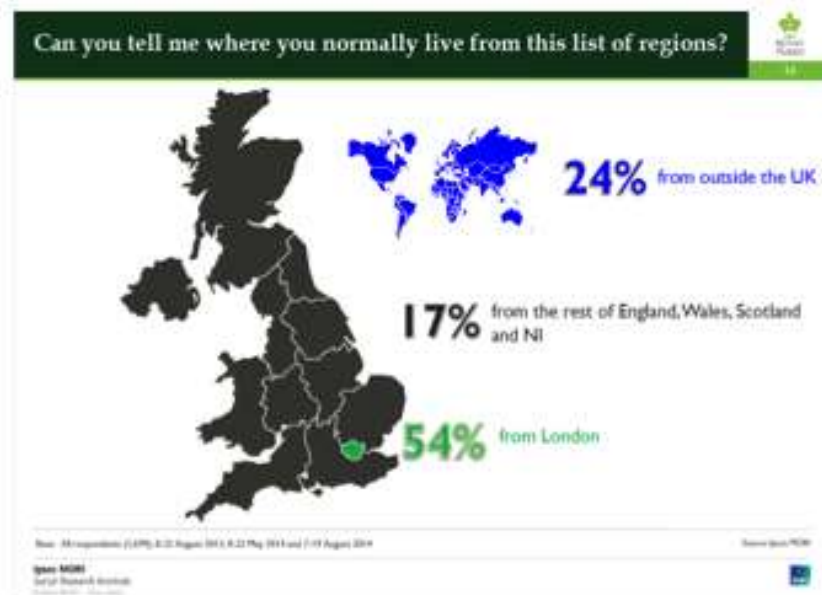 Can you tell me where you normally live from this list of regions?
24% from outside the UK
17% from the rest of England, Wales, Scotland
and NI
54% from London
Ipsos MORI